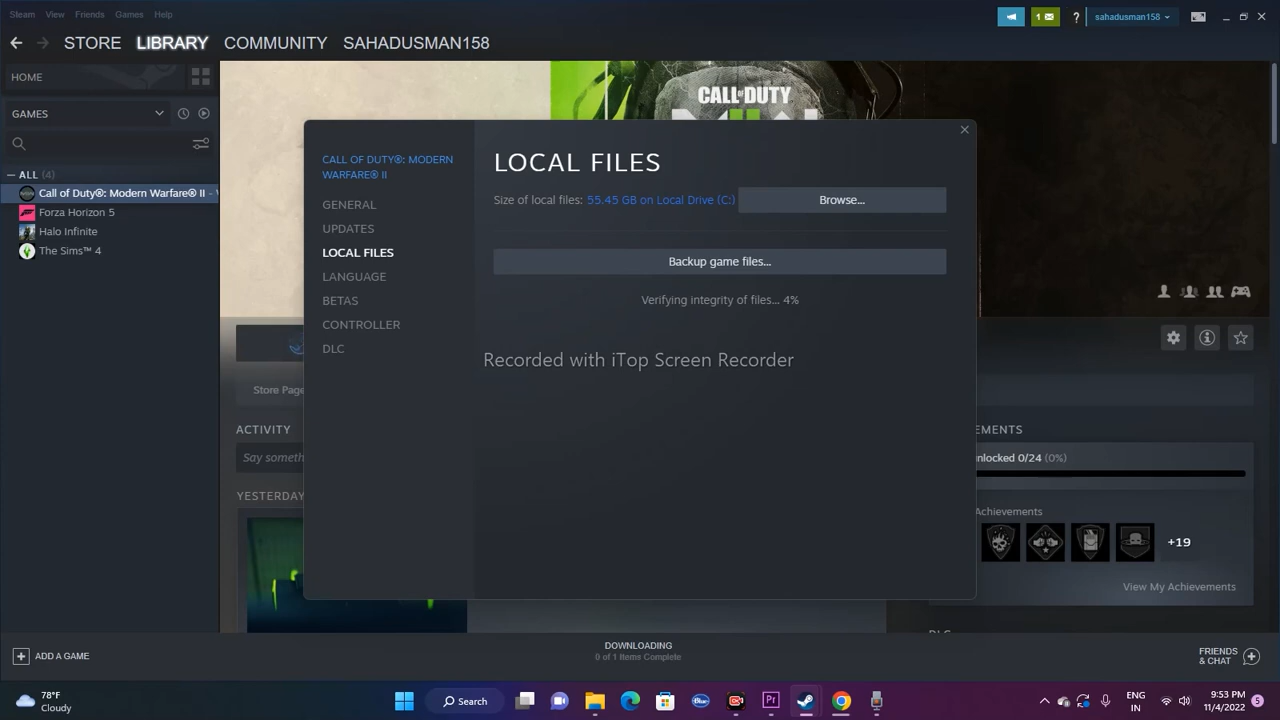 Steam View Friends Games Help
1
?
sahadusman158
STORE LIBRARY COMMUNITY SAHADUSMAN158
HOME
GAMES
ALL (4)
Call of Duty®: Modern Warfare® II -
Forza Horizon 5
Halo Infinite
The Sims™ 4
CALL OF DUTY
CALL OF DUTY®: MODERN
WARFARE® II
GENERAL
UPDATES
LOCAL FILES
LANGUAGE
BETAS
CONTROLLER
DLC
LOCAL FILES
Size of local files: 55.45 GB on Local Drive (C:) Browse...
Backup game files...
Verifying integrity of files... 4%
Recorded with iTop Screen Recorder
Store Page
ACTIVITY
Say someth
YESTERDAY
EMENTS
nlocked 0/24 (0%)
Achievements
+19
View My Achievements
ADD A GAME
DOWNLOADING
0 of 1 Items Complete
FRIENDS
& CHAT
78°F
Cloudy
Search
Pr
ENG
IN
9:53 PM
11/4/2022
5